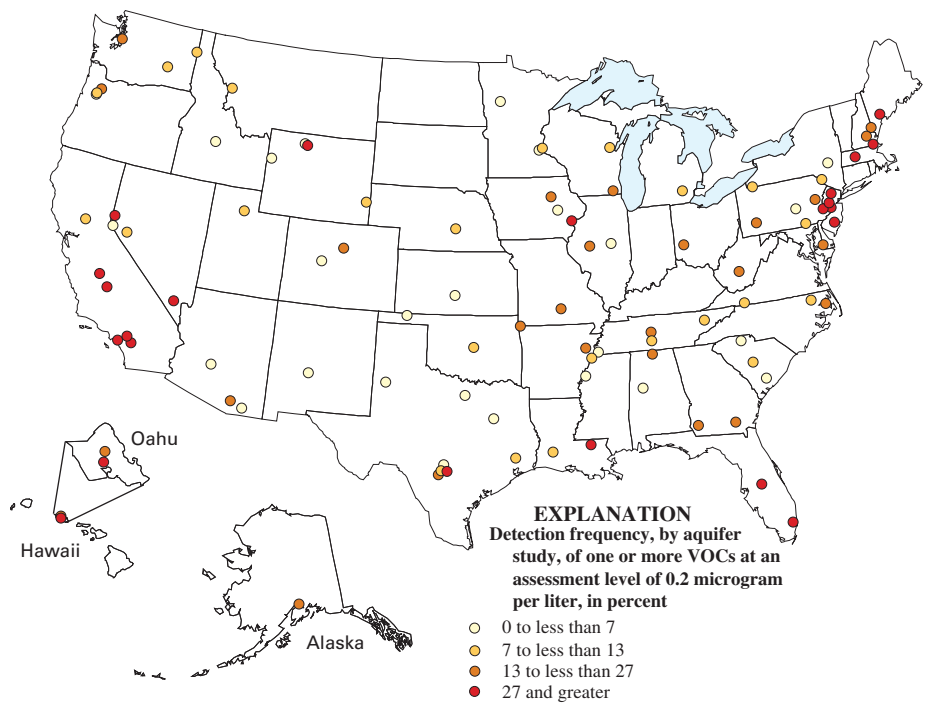 Oahu
Hawaii
Alaska
EXPLANATION
Detection frequency, by aquifer
study, of one or more VOCs at an
assessment level of 0.2 microgram
per liter, in percent
0 to less than 7
7 to less than 13
13 to less than 27
27 and greater